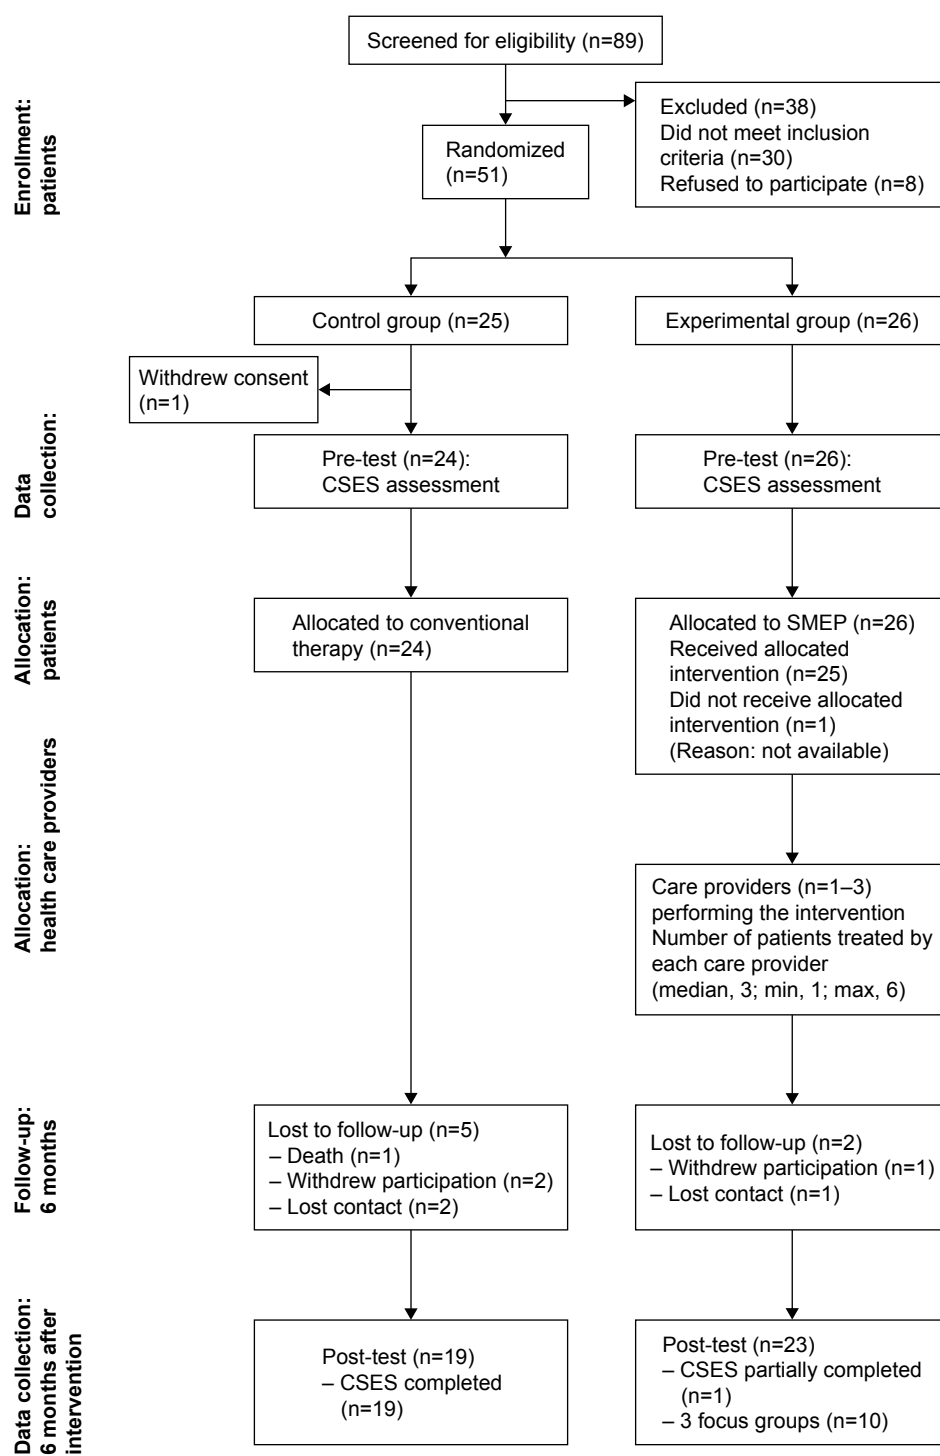 Screened for eligibility (n=89)
Enrollment:
patients
Excluded (n=38)
Did not meet inclusion
criteria (n=30)
Refused to participate (n=8)
Randomized
(n=51)
Control group (n=25)
Experimental group (n=26)
Withdrew consent
(n=1)
Data
collection:
Pre-test (n=24):
CSES assessment
Pre-test (n=26):
CSES assessment
Allocation:
patients
Allocated to conventional
therapy (n=24)
Allocated to SMEP (n=26)
Received allocated
intervention (n=25)
Did not receive allocated
intervention (n=1)
(Reason: not available)
Allocation:
health care providers
Care providers (n=1–3)
performing the intervention
Number of patients treated by
each care provider
(median, 3; min, 1; max, 6)
Follow-up:
6 months
Lost to follow-up (n=5)
– Death (n=1)
– Withdrew participation (n=2)
– Lost contact (n=2)
Lost to follow-up (n=2)
– Withdrew participation (n=1)
– Lost contact (n=1)
Data collection:
6 months after
intervention
Post-test (n=19)
– CSES completed
(n=19)
Post-test (n=23)
– CSES partially completed
(n=1)
– 3 focus groups (n=10)